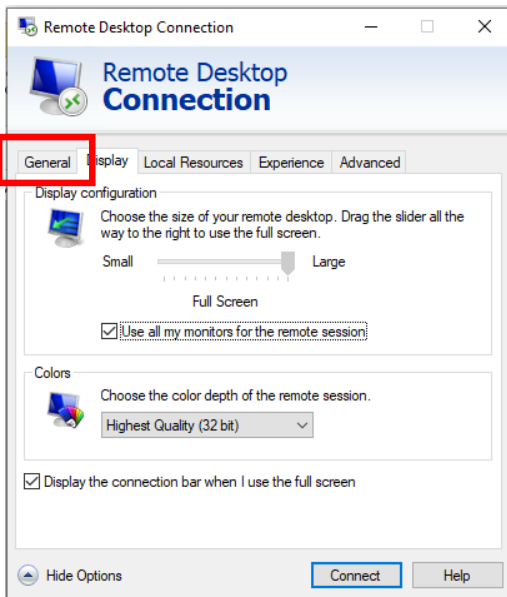 Remote Desktop Connection
Remote Desktop
Connection
General Display Local Resources Experience Advanced
Display configuration
Choose the size of your remote desktop. Drag the slider all the
way to the right to use the full screen.
Small Large
Full Screen
Use all my monitors for the remote session
Colors
Choose the color depth of the remote session.
Highest Quality (32 bit)
Display the connection bar when I use the full screen
Hide Options Connect Help